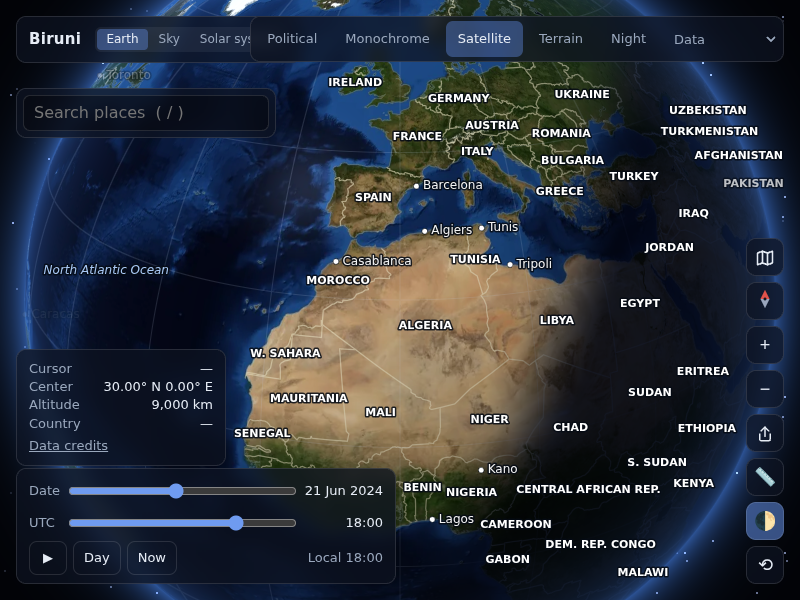 Biruni Earth Sky Solar sys Political Monochrome Satellite Terrain Night Data
Toronto
Search places ( / )
IRELAND
GERMANY
UKRAINE
UZBEKISTAN
FRANCE
AUSTRIA
ROMANIA
TURKMENISTAN
ITALY
BULGARIA
AFGHANISTAN
SPAIN
Barcelona
GREECE
TURKEY
PAKISTAN
IRAQ
Algiers
Tunis
JORDAN
North Atlantic Ocean
Casablanca
TUNISIA
Tripoli
MOROCCO
EGYPT
Caracas
ALGERIA
LIBYA
W. SAHARA
ERITREA
MAURITANIA
MALI
NIGER
SUDAN
SENEGAL
CHAD
ETHIOPIA
Cursor —
Center 30.00° N 0.00° E
Altitude 9,000 km
Country —
Data credits
Kano
S. SUDAN
BENIN
NIGERIA
CENTRAL AFRICAN REP.
KENYA
Lagos
CAMEROON
DEM. REP. CONGO
GABON
MALAWI
Date 21 Jun 2024
UTC 18:00
▶ Day Now Local 18:00
+
−